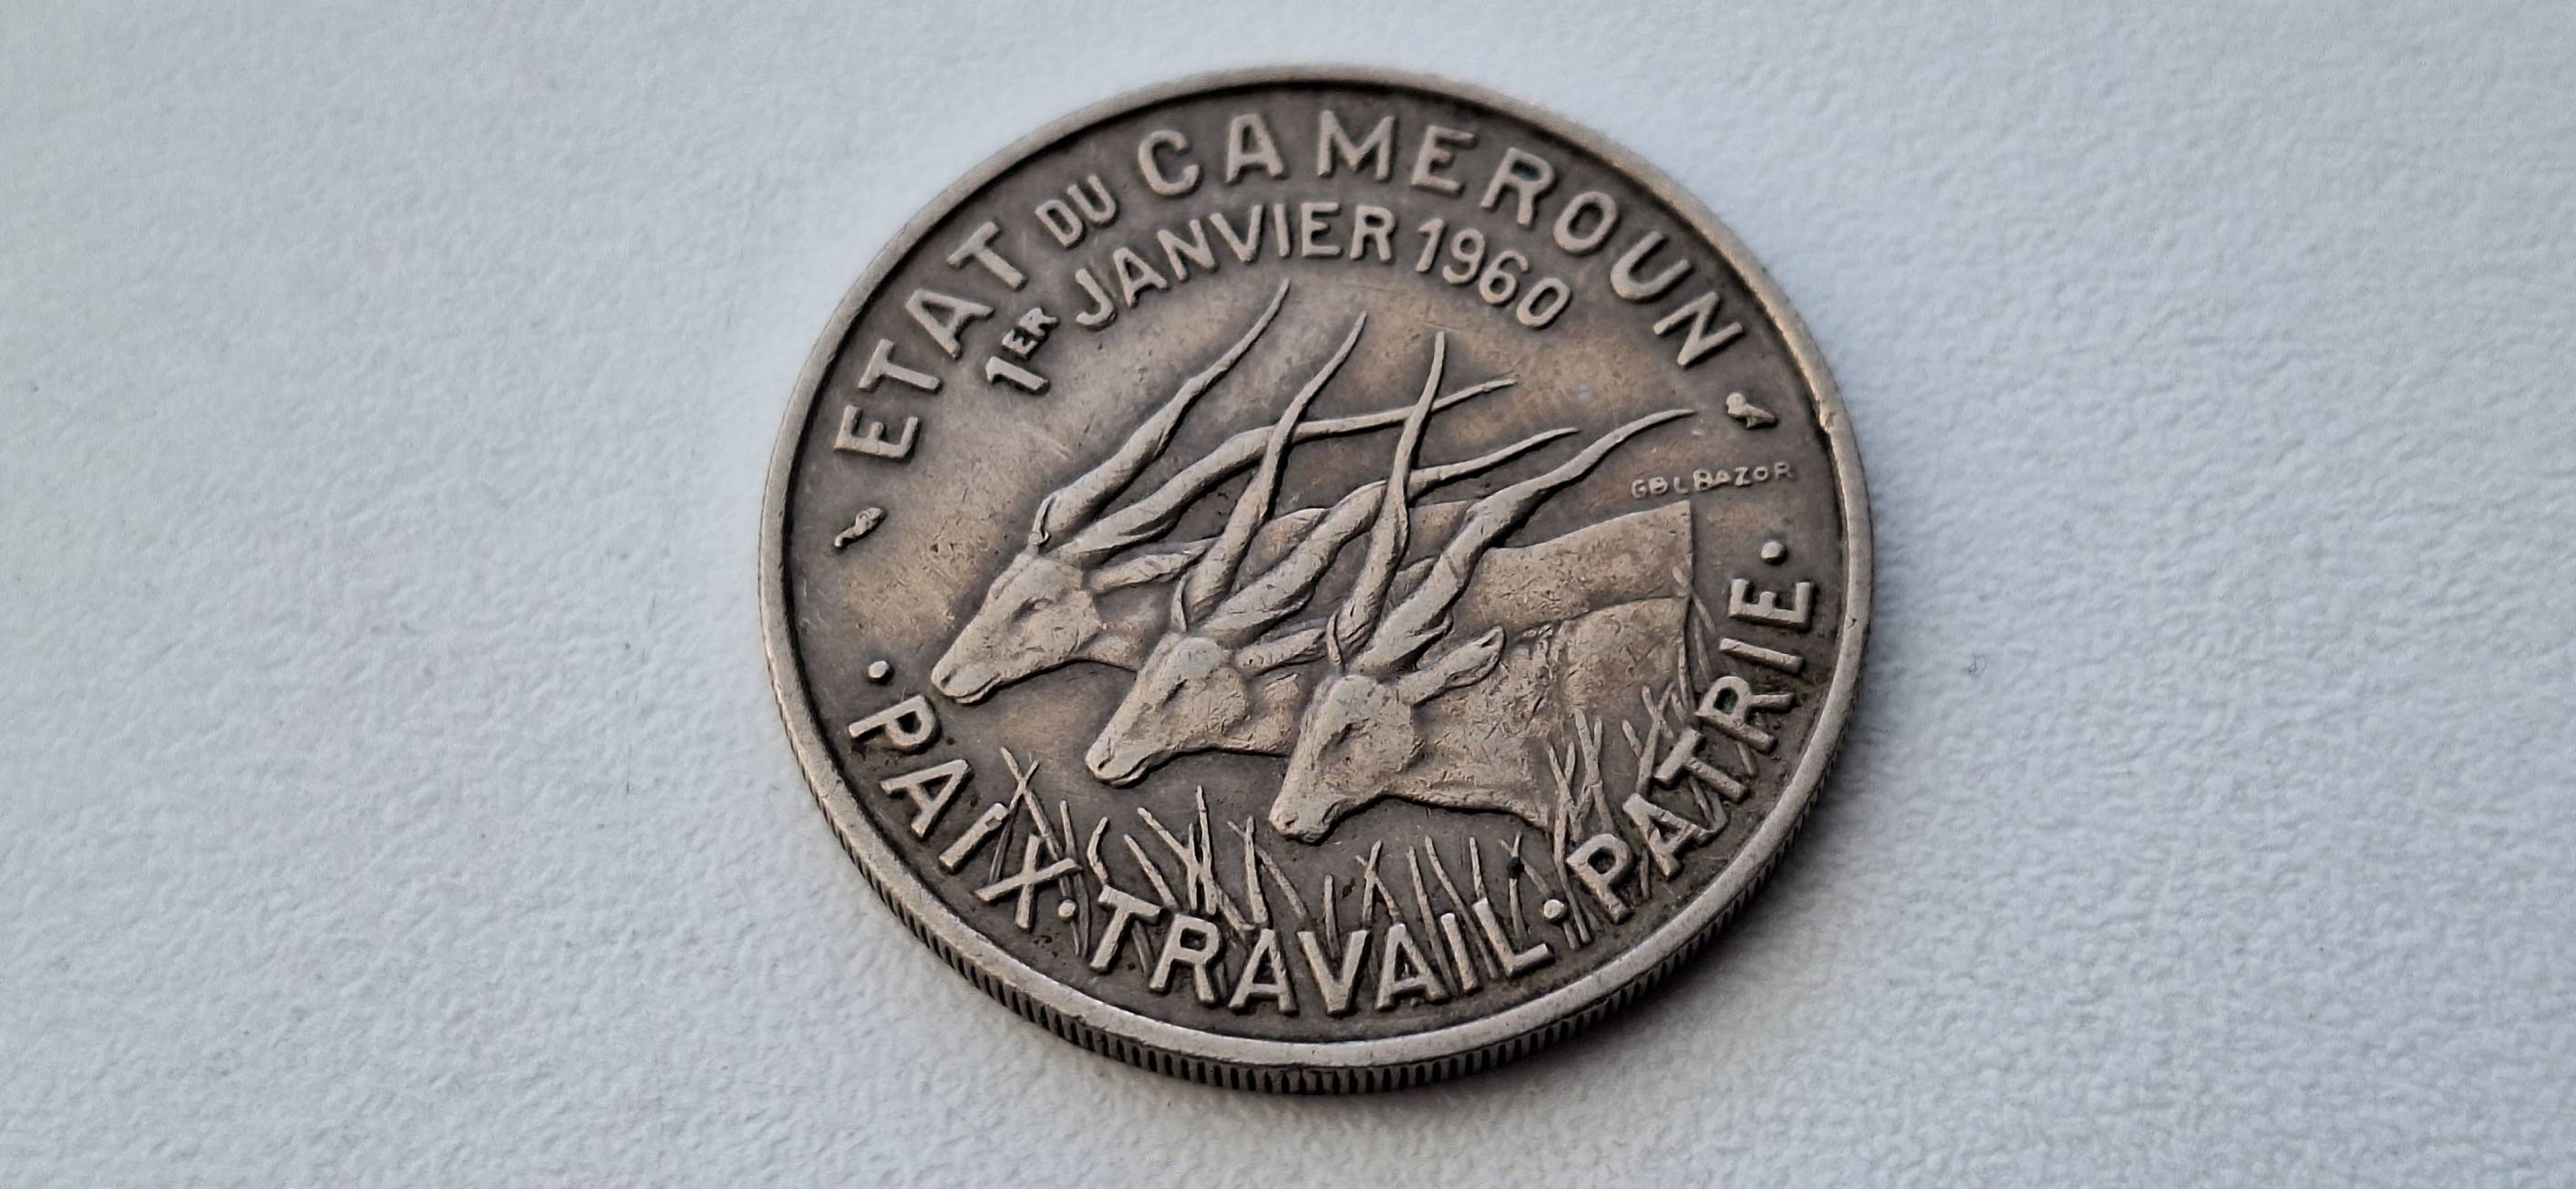 ETAT DU CAMEROUN
1ER JANVIER 1960
GBL BAZOR
PAIX·TRAVAIL·PATRIE